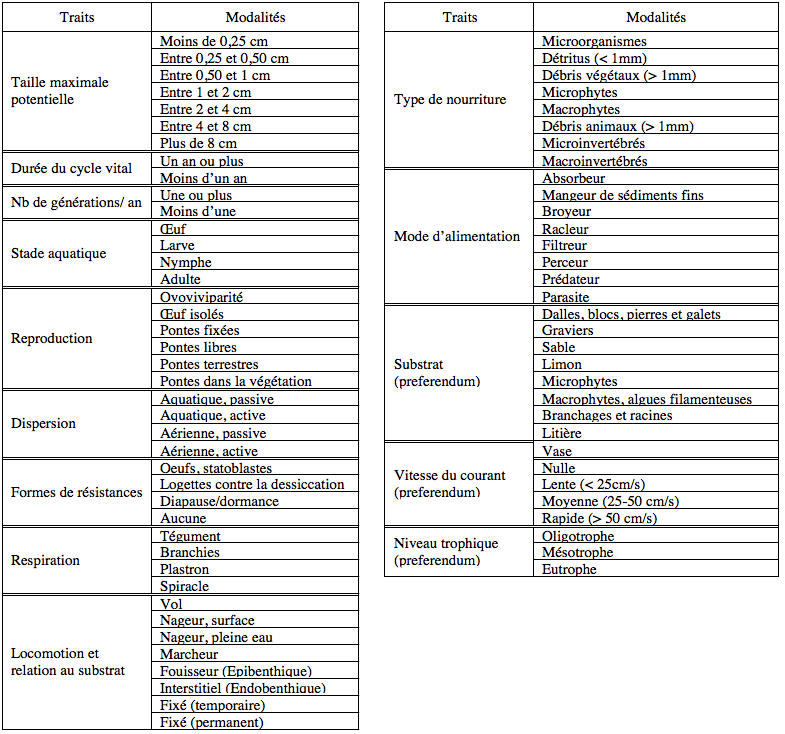 Traits Modalités
Taille maximale
potentielle
Moins de 0,25 cm
Entre 0,25 et 0,50 cm
Entre 0,50 et 1 cm
Entre 1 et 2 cm
Entre 2 et 4 cm
Entre 4 et 8 cm
Plus de 8 cm
Durée du cycle vital
Un an ou plus
Moins d'un an
Nb de générations/ an
Une ou plus
Moins d'une
Stade aquatique
Œuf
Larve
Nymphe
Adulte
Reproduction
Ovoviviparité
Œuf isolés
Pontes fixées
Pontes libres
Pontes terrestres
Pontes dans la végétation
Dispersion
Aquatique, passive
Aquatique, active
Aérienne, passive
Aérienne, active
Formes de résistances
Oeufs, statoblastes
Logettes contre la dessiccation
Diapause/dormance
Aucune
Respiration
Tégument
Branchies
Plastron
Spiracle
Locomotion et
relation au substrat
Vol
Nageur, surface
Nageur, pleine eau
Marcheur
Fouisseur (Epibenthique)
Interstitiel (Endobenthique)
Fixé (temporaire)
Fixé (permanent)
Traits Modalités
Type de nourriture
Microorganismes
Détritus (< 1mm)
Débris végétaux (> 1mm)
Microphytes
Macrophytes
Débris animaux (> 1mm)
Microinvertébrés
Macroinvertébrés
Mode d'alimentation
Absorbeur
Mangeur de sédiments fins
Broyeur
Racleur
Filtreur
Perceur
Prédateur
Parasite
Substrat
(preferendum)
Dalles, blocs, pierres et galets
Graviers
Sable
Limon
Microphytes
Macrophytes, algues filamenteuses
Branchages et racines
Litière
Vase
Vitesse du courant
(preferendum)
Nulle
Lente (< 25cm/s)
Moyenne (25-50 cm/s)
Rapide (> 50 cm/s)
Niveau trophique
(preferendum)
Oligotrophe
Mésotrophe
Eutrophe